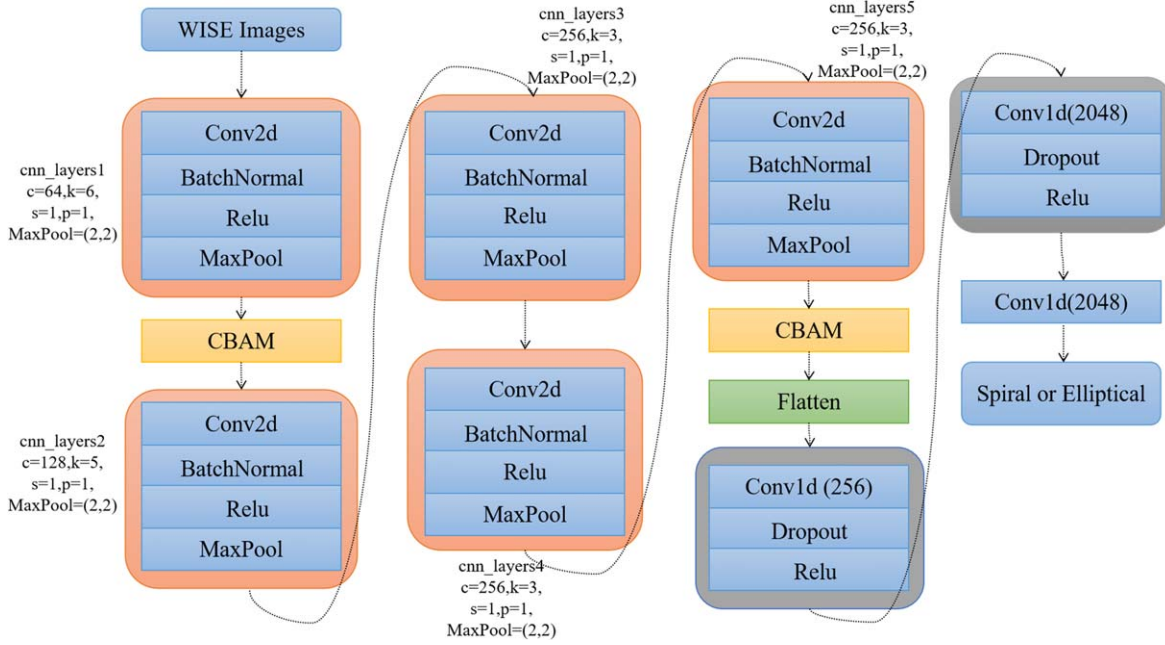 WISE Images
cnn_layers1
c=64,k=6,
s=1,p=1,
MaxPool=(2,2)
Conv2d
BatchNormal
Relu
MaxPool
CBAM
cnn_layers2
c=128,k=5,
s=1,p=1,
MaxPool=(2,2)
Conv2d
BatchNormal
Relu
MaxPool
cnn_layers3
c=256,k=3,
s=1,p=1,
MaxPool=(2,2)
Conv2d
BatchNormal
Relu
MaxPool
Conv2d
BatchNormal
Relu
MaxPool
cnn_layers4
c=256,k=3,
s=1,p=1,
MaxPool=(2,2)
cnn_layers5
c=256,k=3,
s=1,p=1,
MaxPool=(2,2)
Conv2d
BatchNormal
Relu
MaxPool
CBAM
Flatten
Conv1d (256)
Dropout
Relu
Conv1d(2048)
Dropout
Relu
Conv1d(2048)
Spiral or Elliptical